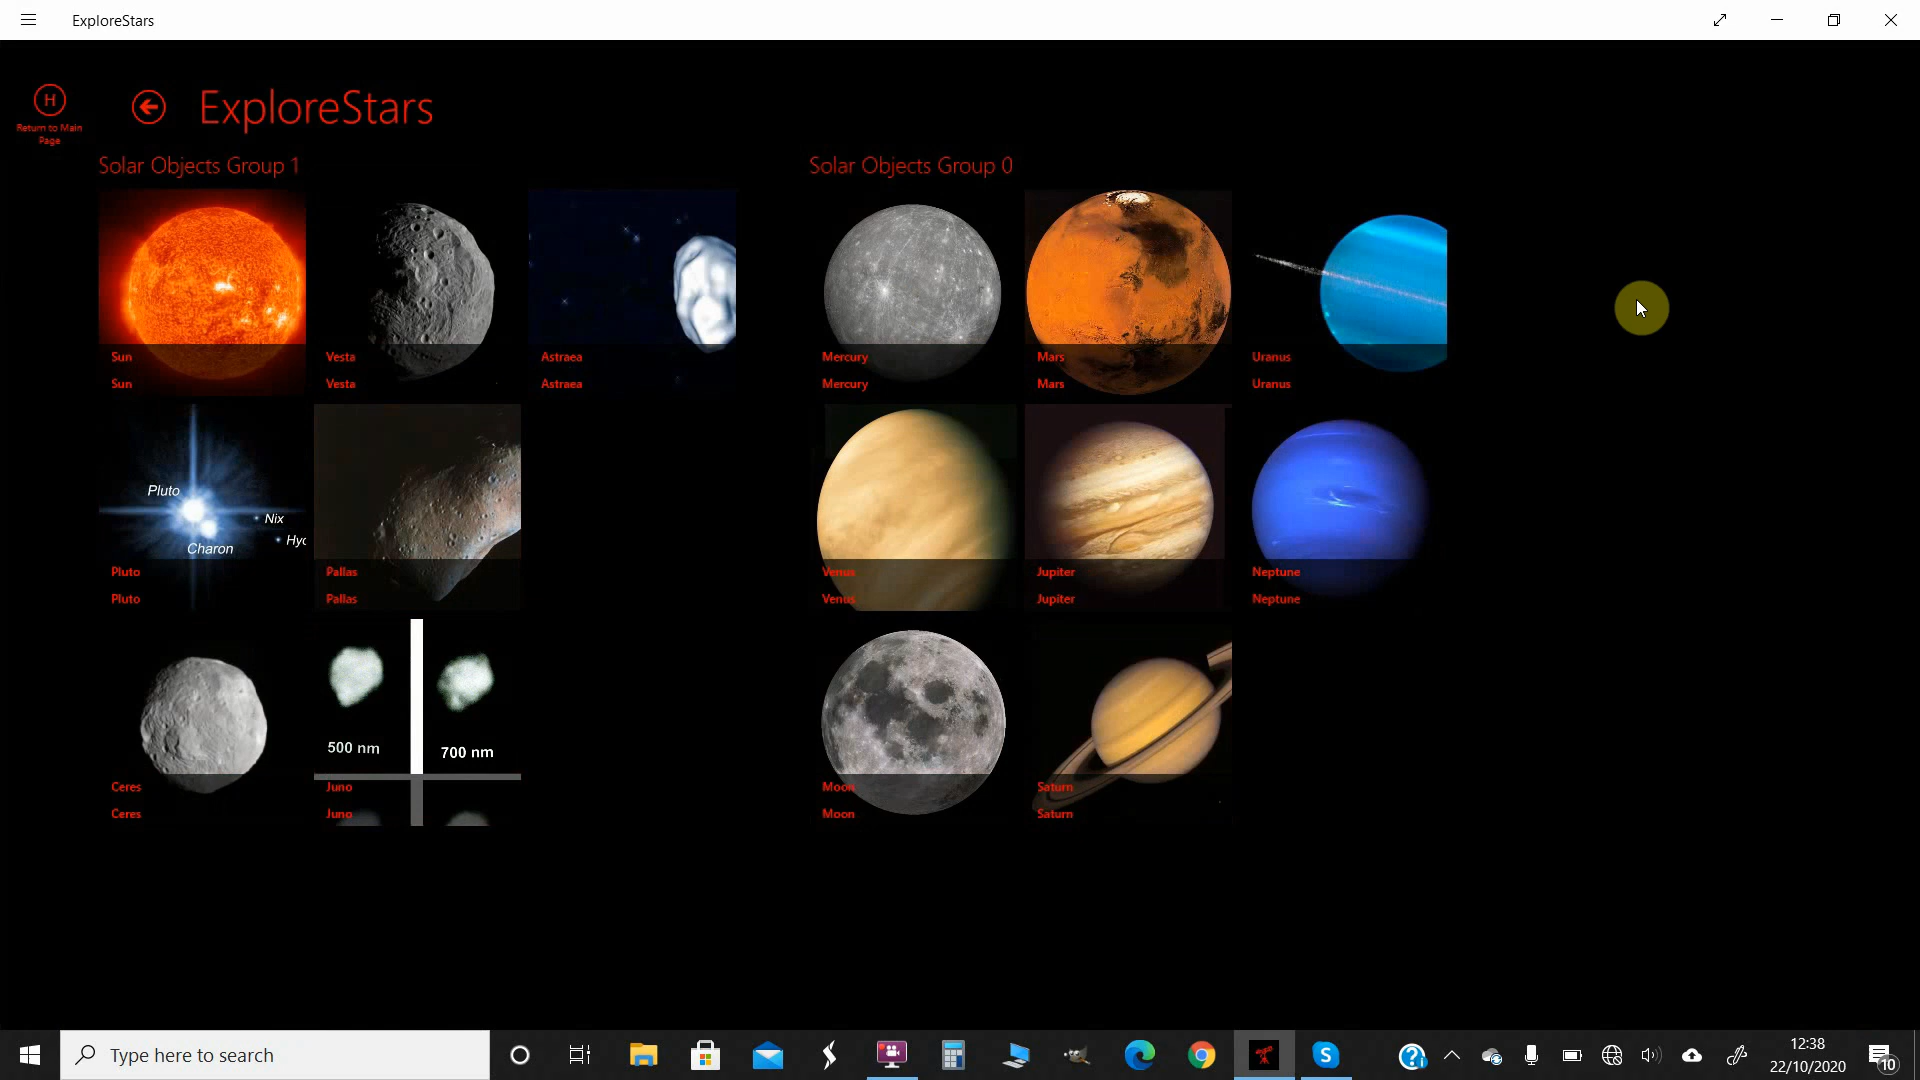 ExploreStars
H
Return to Main
Page
ExploreStars
Solar Objects Group 1
Sun
Sun
Vesta
Vesta
Astraea
Astraea
Pluto
Nix
Hyd
Charon
Pluto
Pluto
Pallas
Pallas
Ceres
Ceres
500 nm
700 nm
Juno
Juno
Solar Objects Group 0
Mercury
Mercury
Mars
Mars
Uranus
Uranus
Venus
Venus
Jupiter
Jupiter
Neptune
Neptune
Moon
Moon
Saturn
Saturn
Type here to search
12:38
22/10/2020
10